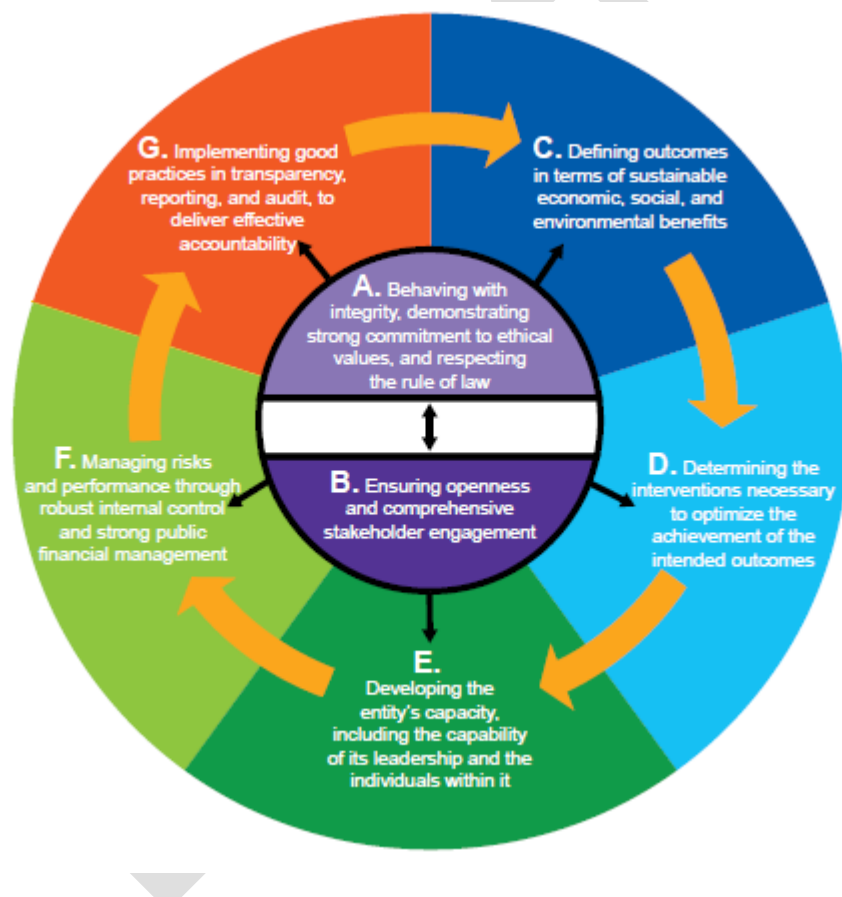 G. Implementing good
practices in transparency,
reporting, and audit, to
deliver effective
accountability
C. Defining outcomes
in terms of sustainable
economic, social, and
environmental benefits
A. Behaving with
integrity, demonstrating
strong commitment to ethical
values, and respecting
the rule of law
F. Managing risks
and performance through
robust internal control
and strong public
financial management
B. Ensuring openness
and comprehensive
stakeholder engagement
D. Determining the
interventions necessary
to optimize the
achievement of the
intended outcomes
E.
Developing the
entity's capacity,
including the capability
of its leadership and the
individuals within it